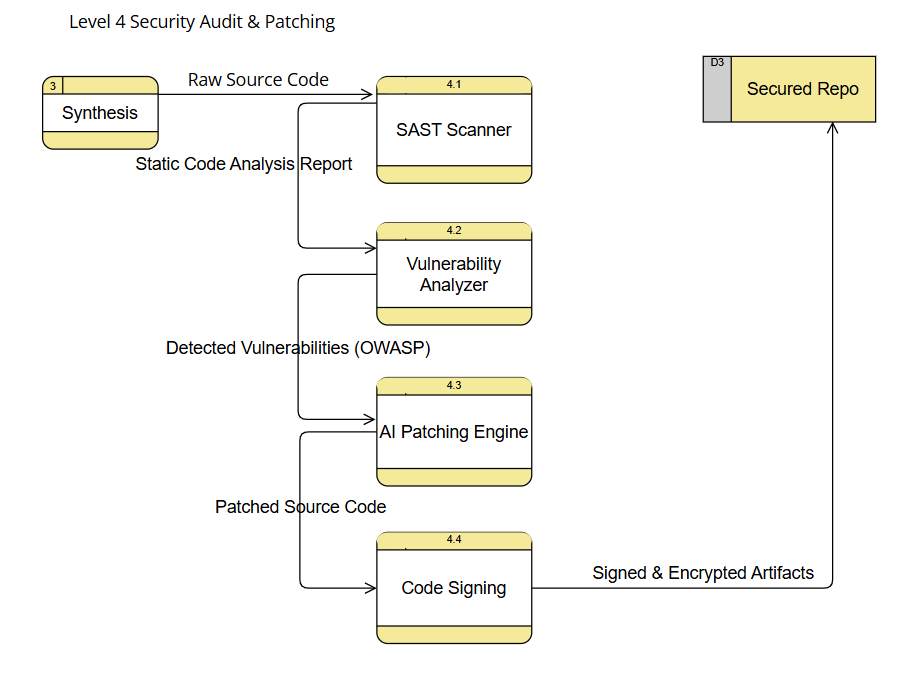 Level 4 Security Audit & Patching
3
Synthesis
Raw Source Code
4.1
SAST Scanner
D3
Secured Repo
Static Code Analysis Report
4.2
Vulnerability
Analyzer
Detected Vulnerabilities (OWASP)
4.3
AI Patching Engine
Patched Source Code
4.4
Code Signing
Signed & Encrypted Artifacts